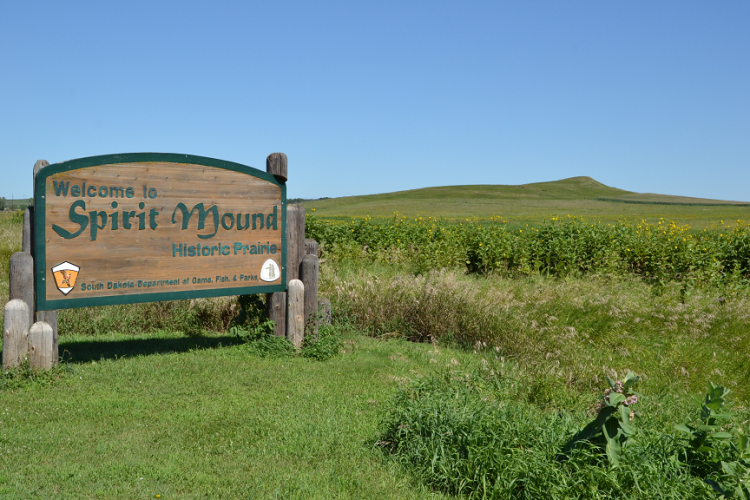 Welcome to
Spirit Mound
Historic Prairie
South Dakota Department of Game, Fish, & Parks